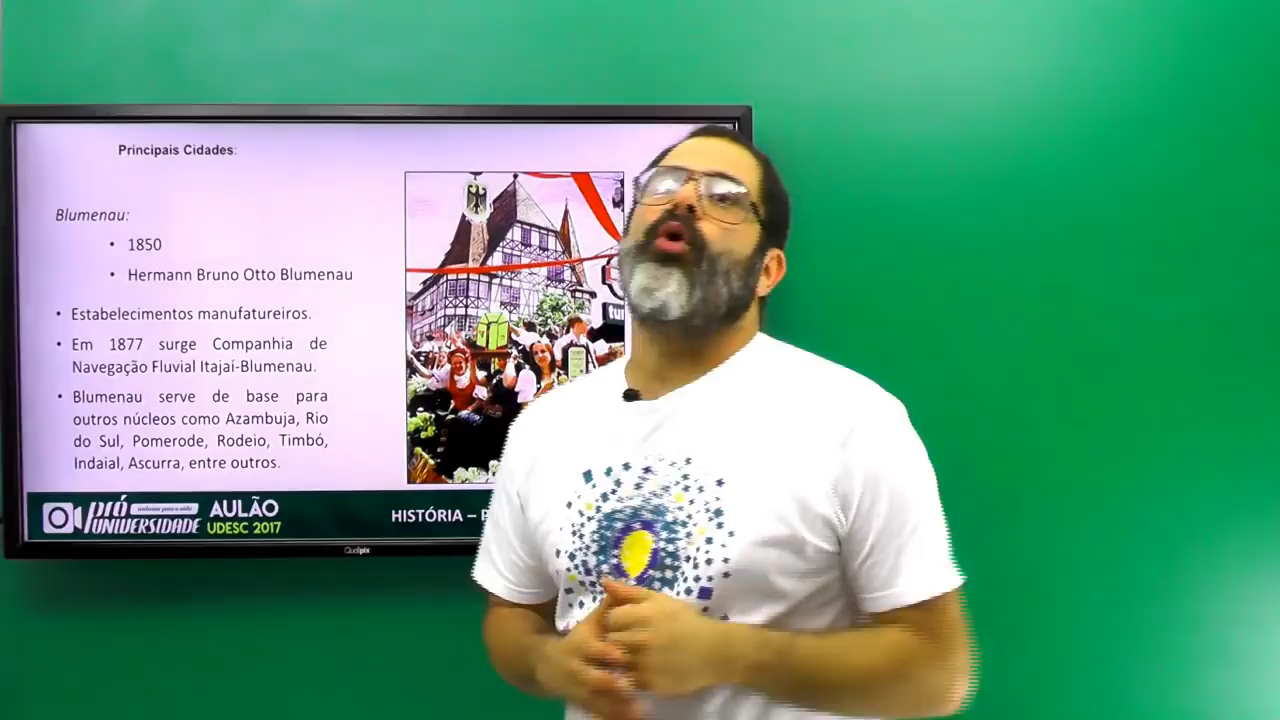 Principais Cidades:
Blumenau:
• 1850
• Hermann Bruno Otto Blumenau
• Estabelecimentos manufatureiros.
• Em 1877 surge Companhia de
Navegação Fluvial Itajaí-Blumenau.
• Blumenau serve de base para
outros núcleos como Azambuja, Rio
do Sul, Pomerode, Rodeio, Timbó,
Indaial, Ascurra, entre outros.
PRÁ
UNIVERSIDADE
AULÃO
UDESC 2017
HISTÓRIA –
Qualipix